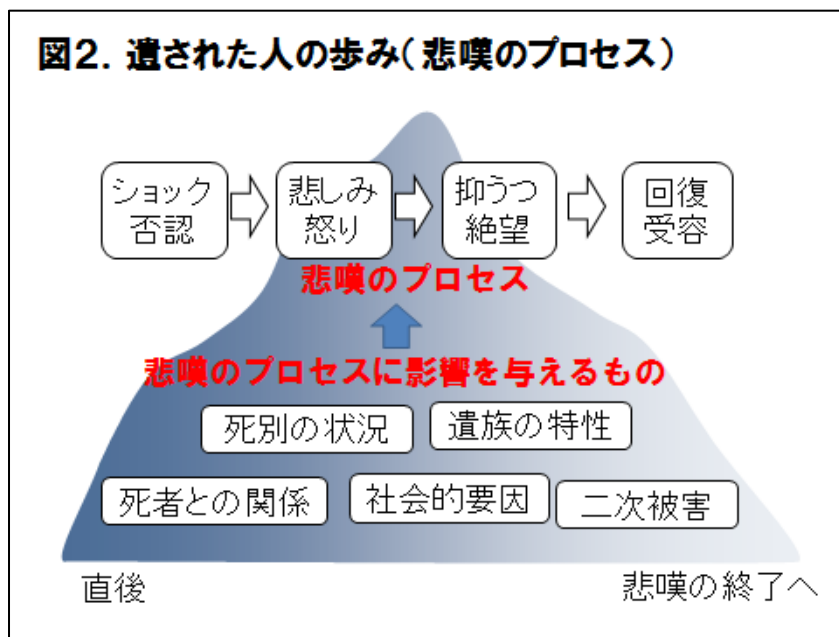 図2. 遺された人の歩み(悲嘆のプロセス)
ショック
否認
悲しみ
怒り
抑うつ
絶望
回復
受容
悲嘆のプロセス
悲嘆のプロセスに影響を与えるもの
死別の状況
遺族の特性
死者との関係
社会的要因
二次被害
直後
悲嘆の終了へ